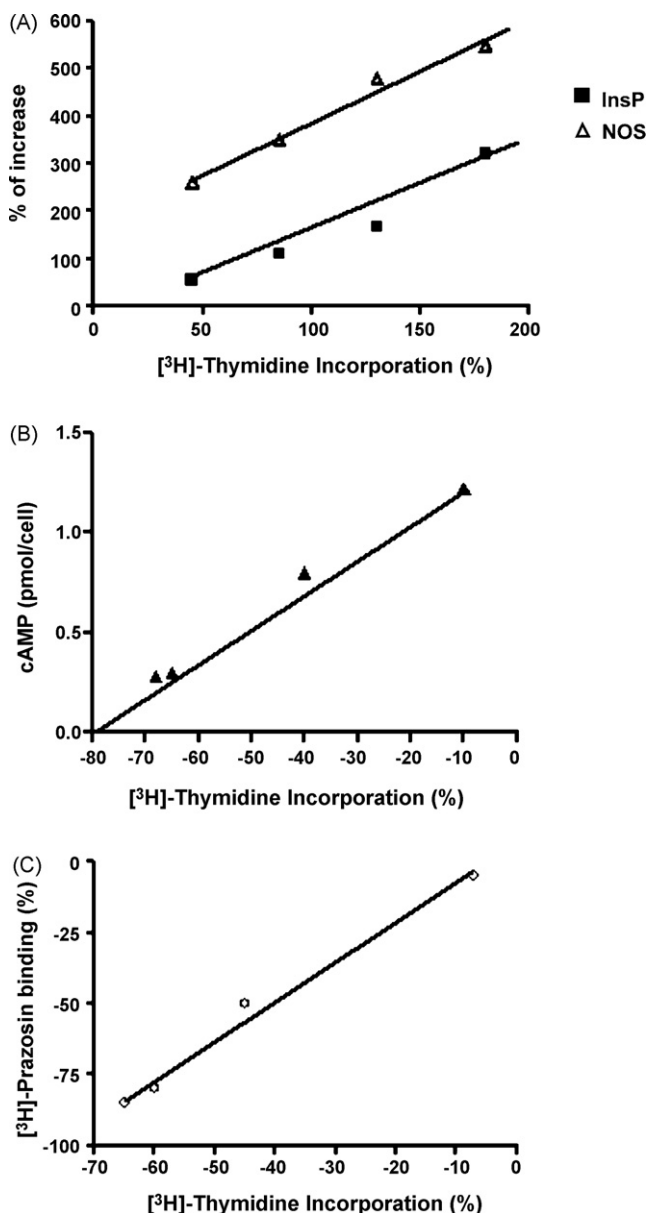 (A)
600
500
400
300
200
100
0
% of increase
0 50 100 150 200
[³H]-Thymidine Incorporation (%)
InsP
NOS
(B)
1.5
1.0
0.5
0.0
cAMP (pmol/cell)
-80 -70 -60 -50 -40 -30 -20 -10 0
[³H]-Thymidine Incorporation (%)
(C)
0
-25
-50
-75
-100
[³H]-Prazosin binding (%)
-70 -60 -50 -40 -30 -20 -10 0
[³H]-Thymidine Incorporation (%)